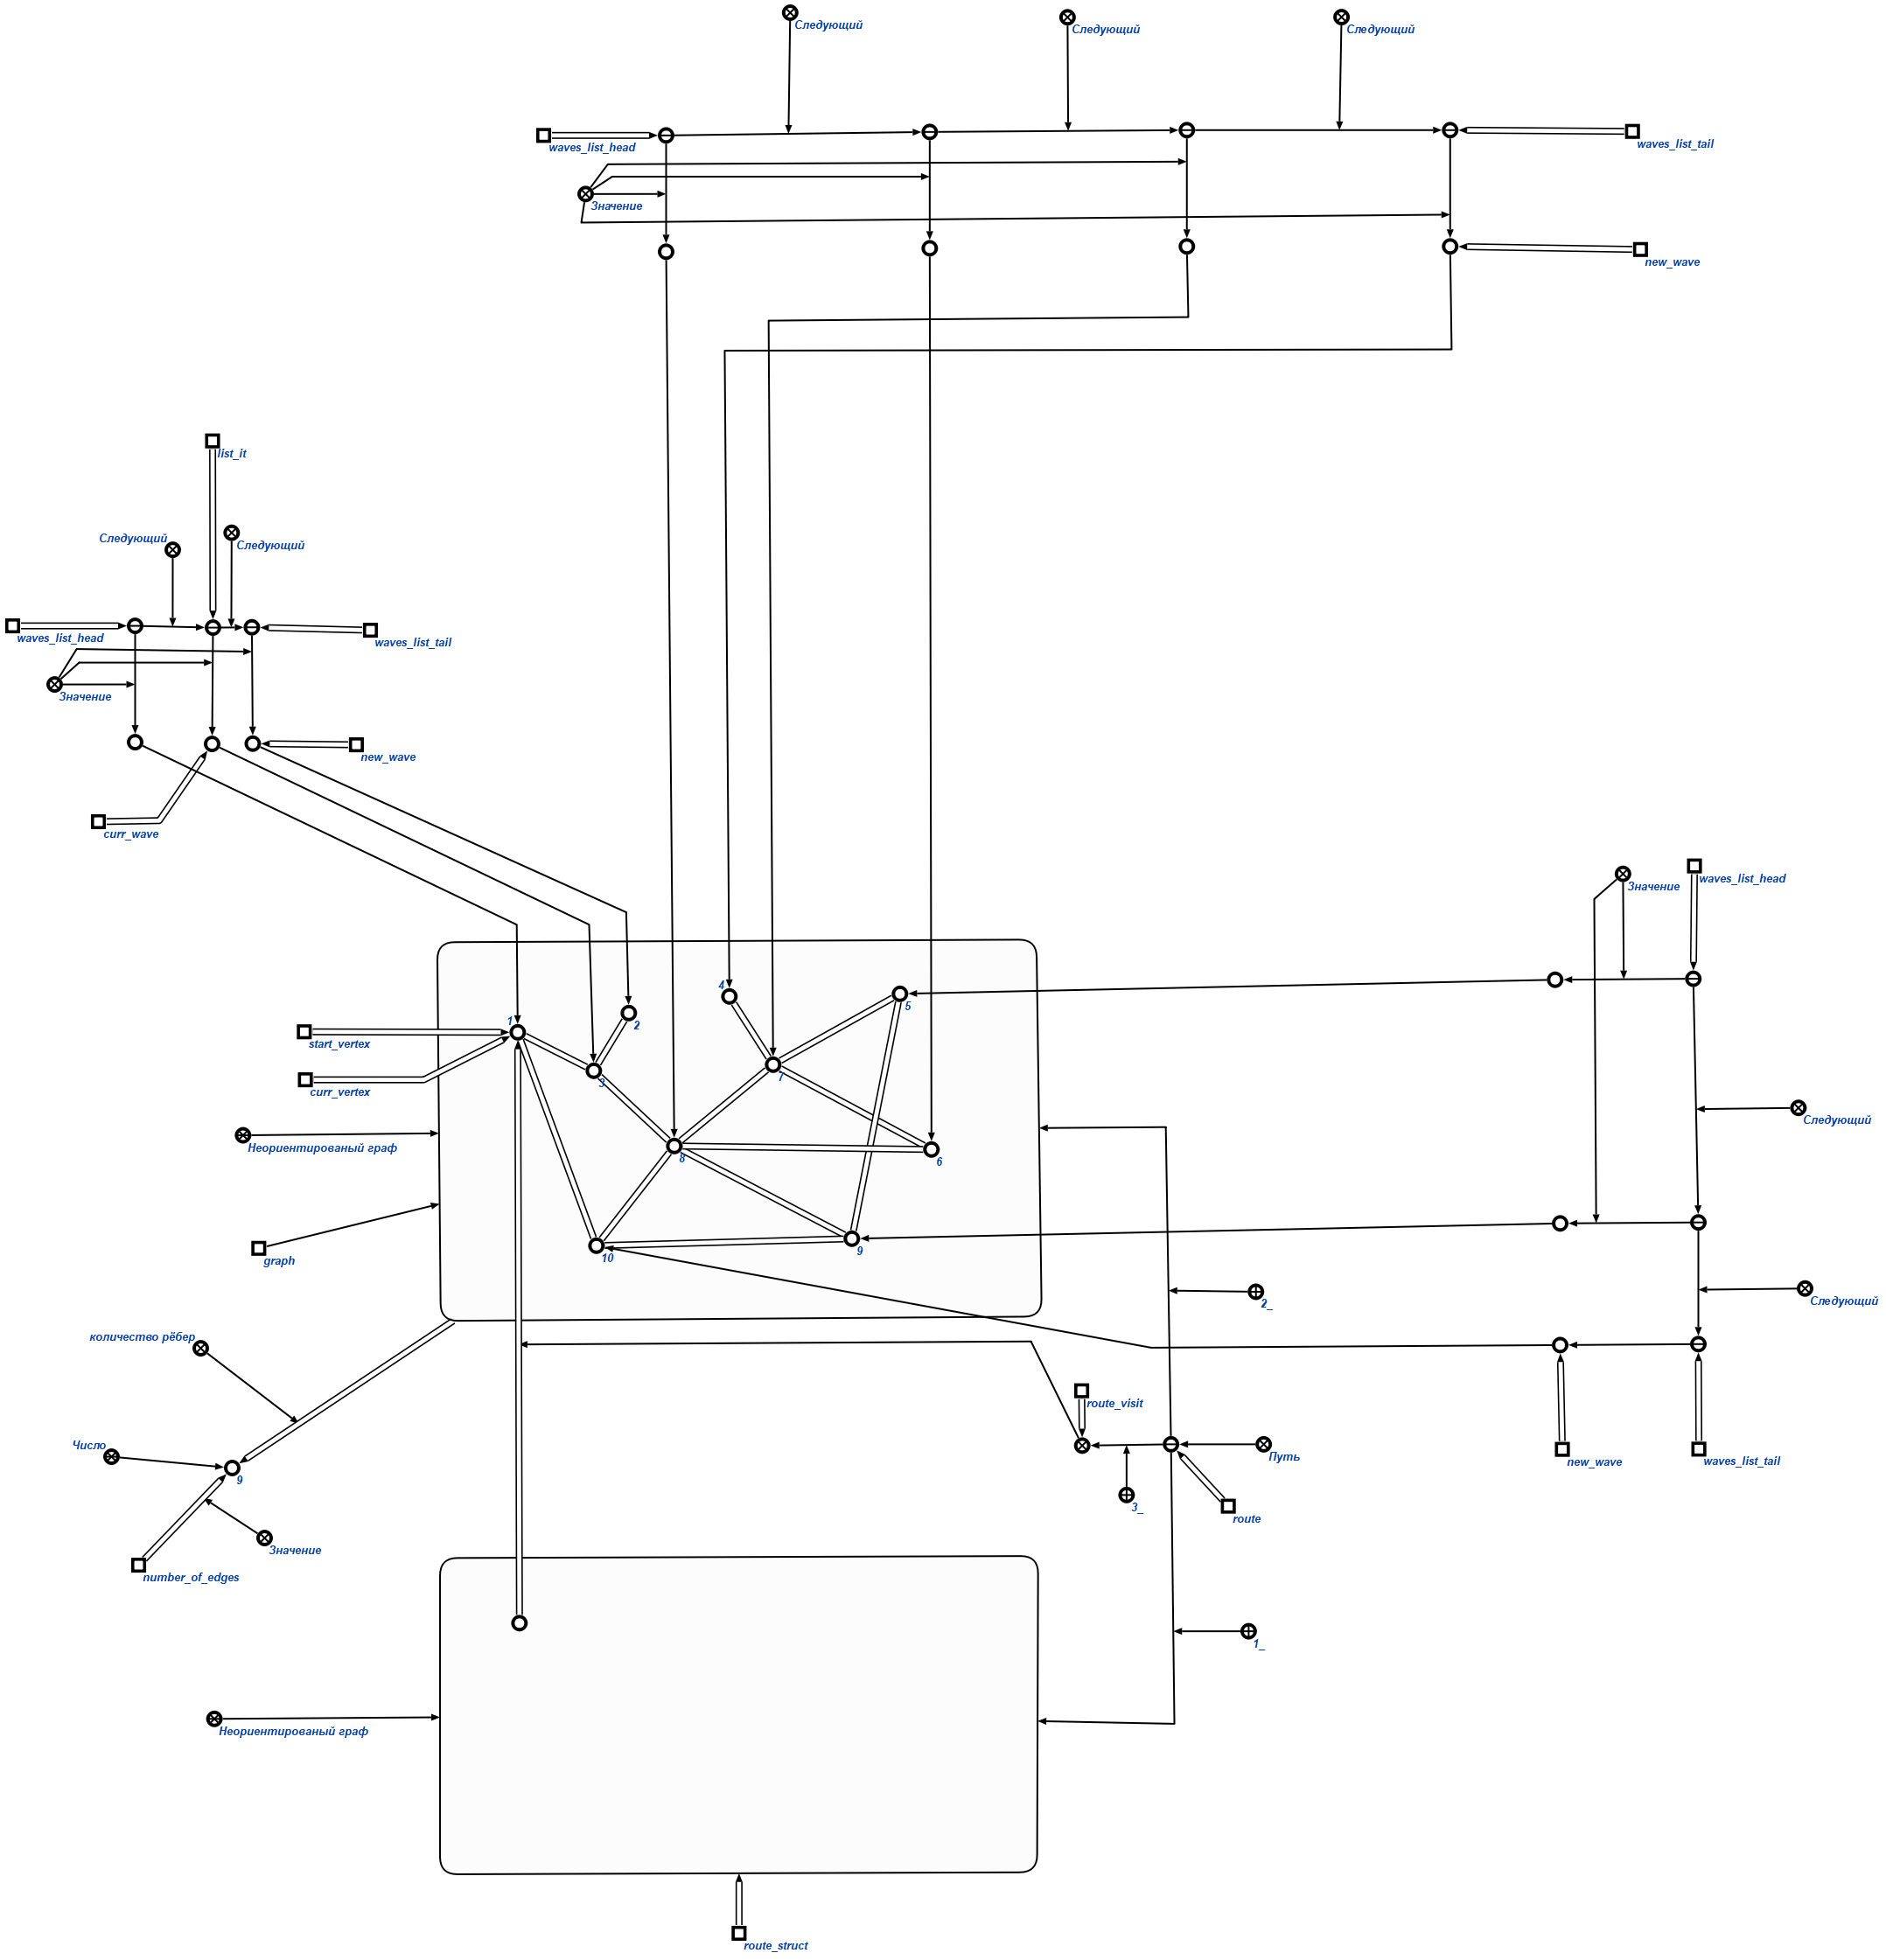 Следующий
Следующий
Следующий
waves_list_head
waves_list_tail
Значение
new_wave
list_it
Следующий
Следующий
waves_list_head
waves_list_tail
Значение
new_wave
curr_wave
Значение
waves_list_head
4
5
1
2
start_vertex
7
3
curr_vertex
Следующий
Неориентированый граф
8
6
graph
10
9
2_
Следующий
количество рёбер
route_visit
Число
Путь
new_wave
waves_list_tail
9
3_
route
Значение
number_of_edges
1_
Неориентированый граф
route_struct